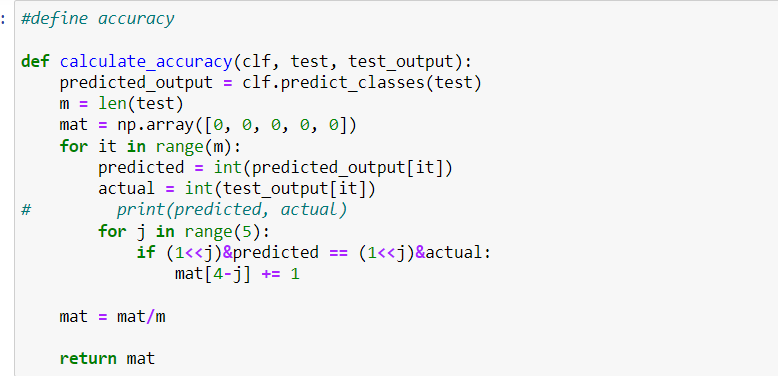 : #define accuracy
def calculate_accuracy(clf, test, test_output):
    predicted_output = clf.predict_classes(test)
    m = len(test)
    mat = np.array([0, 0, 0, 0, 0])
    for it in range(m):
        predicted = int(predicted_output[it])
        actual = int(test_output[it])
#         print(predicted, actual)
        for j in range(5):
            if (1<<j)&predicted == (1<<j)&actual:
                mat[4-j] += 1
    mat = mat/m
    return mat